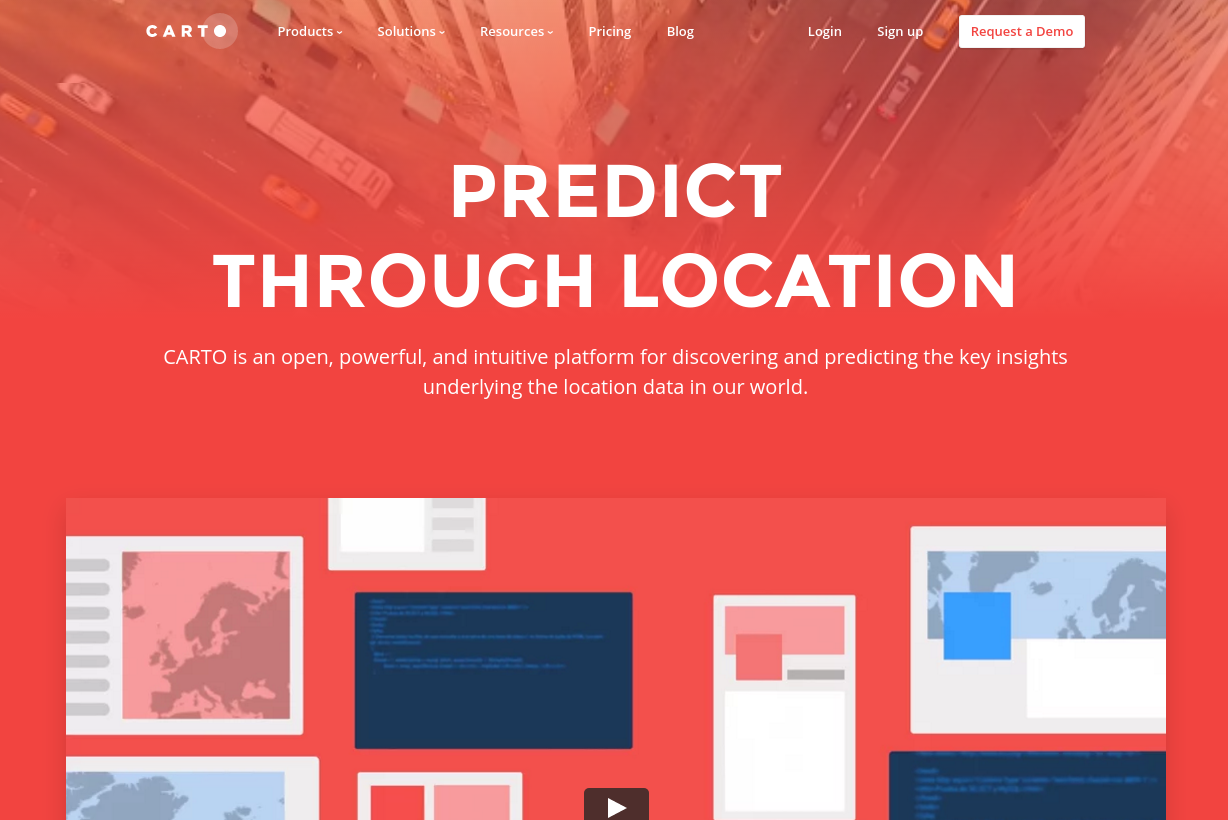 CARTO
Products
Solutions
Resources
Pricing
Blog
Login
Sign up
Request a Demo
PREDICT
THROUGH LOCATION
CARTO is an open, powerful, and intuitive platform for discovering and predicting the key insights
underlying the location data in our world.